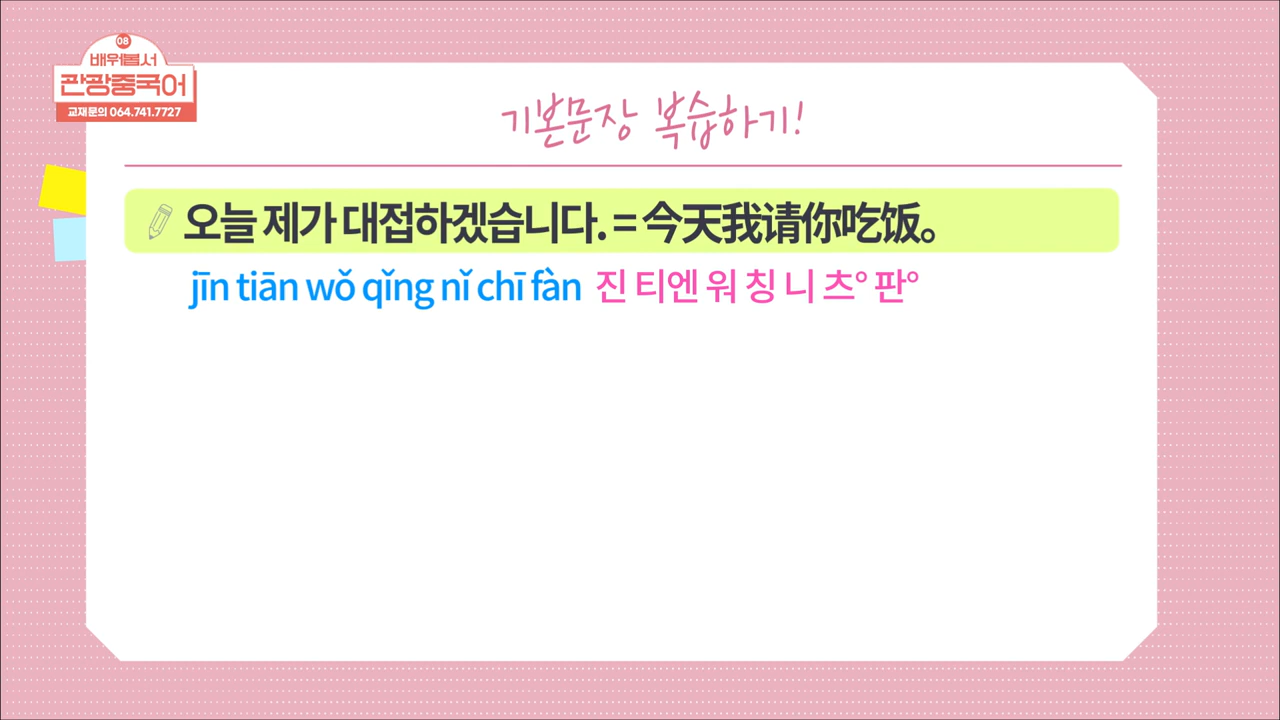 08
배워봅서
관광중국어
교재문의 064.741.7727
기본문장 복습하기!
오늘 제가 대접하겠습니다. = 今天我请你吃饭。
jīn tiān wǒ qǐng nǐ chī fàn 진 티엔 워 칭 니 츠° 판°